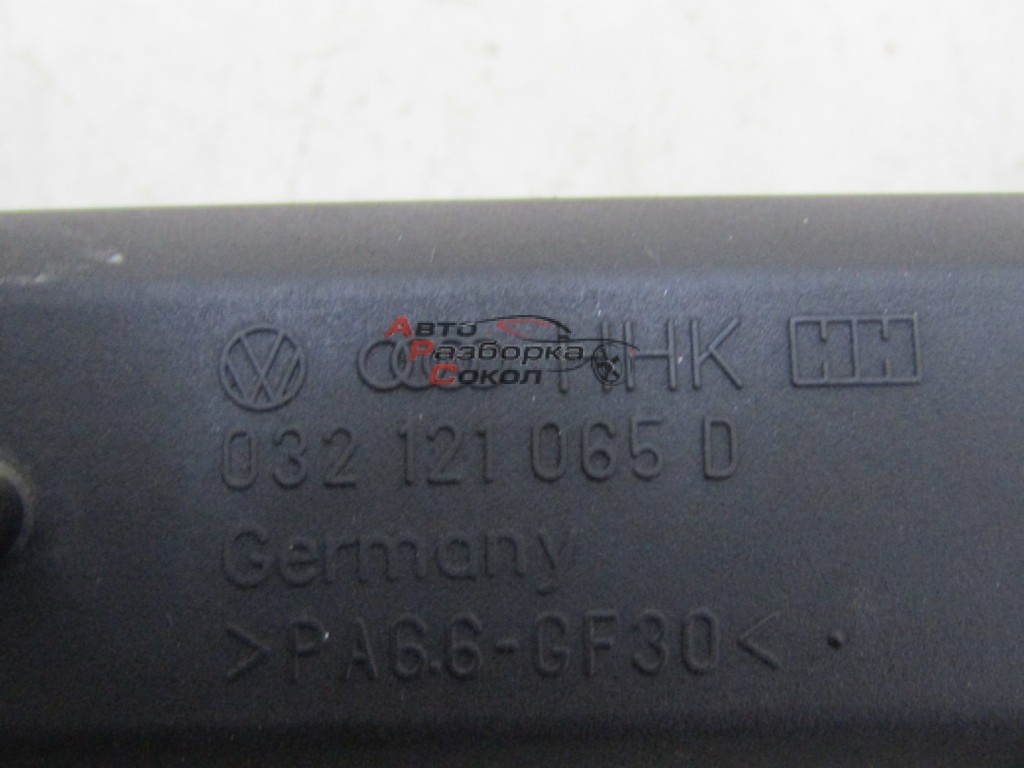 Авто
Разборка
Сокол
HHK
032 121 065 D
Germany
>PA6.6-GF30<